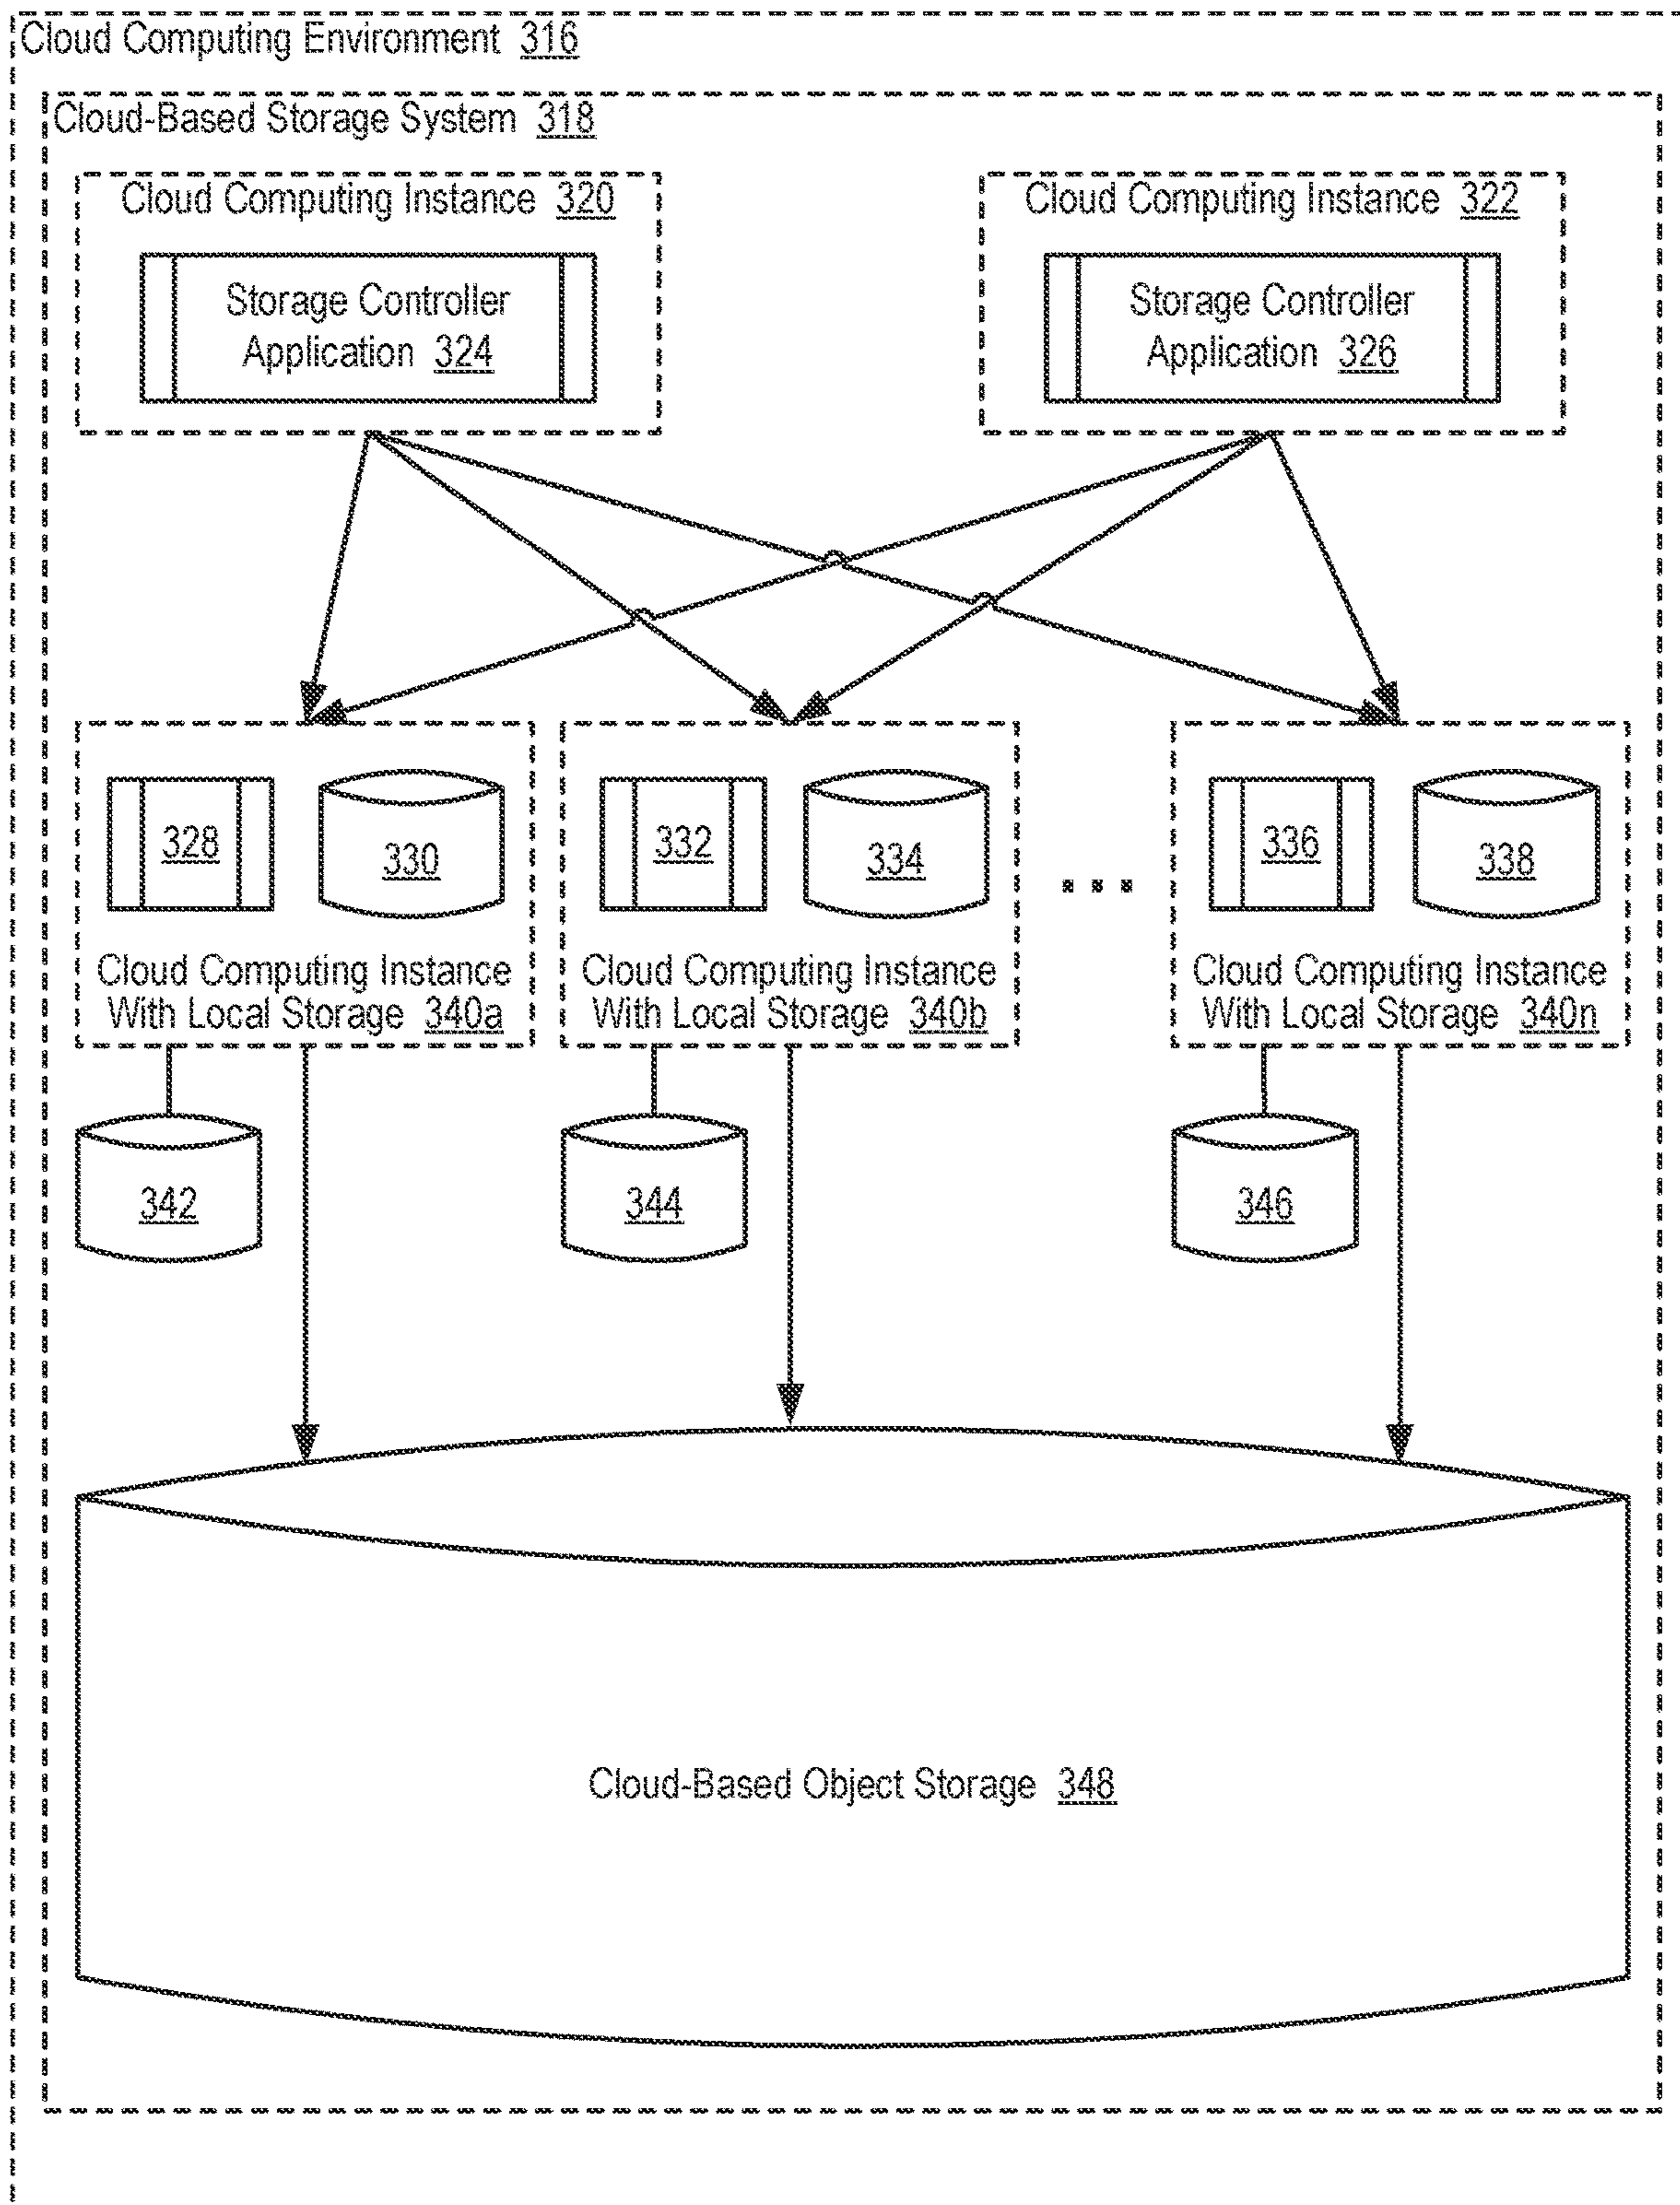 Cloud Computing Environment 316
Cloud-Based Storage System 318
Cloud Computing Instance 320
Storage Controller
Application 324
Cloud Computing Instance 322
Storage Controller
Application 326
328
330
Cloud Computing Instance
With Local Storage 340a
332
334
Cloud Computing Instance
With Local Storage 340b
...
336
338
Cloud Computing Instance
With Local Storage 340n
342
344
346
Cloud-Based Object Storage 348